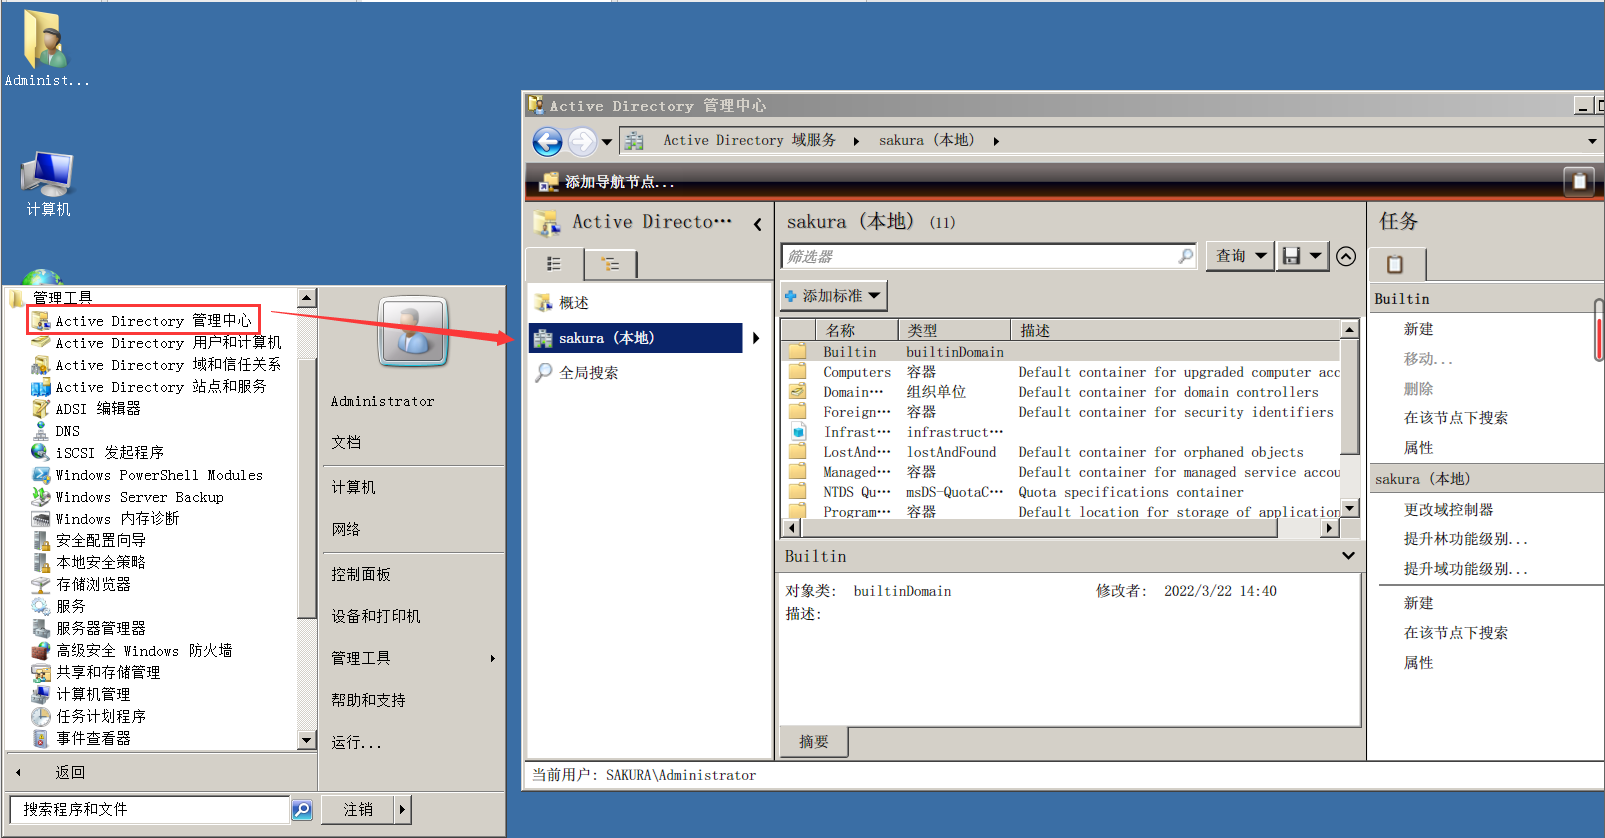 Administ...
计算机
管理工具
Active Directory 管理中心
Active Directory 用户和计算机
Active Directory 域和信任关系
Active Directory 站点和服务
ADSI 编辑器
DNS
iSCSI 发起程序
Windows PowerShell Modules
Windows Server Backup
Windows 内存诊断
安全配置向导
本地安全策略
存储浏览器
服务
服务器管理器
高级安全 Windows 防火墙
共享和存储管理
计算机管理
任务计划程序
事件查看器
返回
搜索程序和文件
Administrator
文档
计算机
网络
控制面板
设备和打印机
管理工具
帮助和支持
运行...
注销
Active Directory 管理中心
Active Directory 域服务 sakura (本地)
添加导航节点...
Active Directo···
概述
sakura (本地)
全局搜索
sakura (本地) (11)
筛选器
查询
添加标准
名称 类型 描述
Builtin builtinDomain
Computers 容器 Default container for upgraded computer acc
Domain··· 组织单位 Default container for domain controllers
Foreign··· 容器 Default container for security identifiers
Infrast··· infrastruct···
LostAnd··· lostAndFound Default container for orphaned objects
Managed··· 容器 Default container for managed service accou
NTDS Qu··· msDS-QuotaC··· Quota specifications container
Program··· 容器 Default location for storage of application
Builtin
对象类: builtinDomain 修改者: 2022/3/22 14:40
描述:
摘要
任务
Builtin
新建
移动...
删除
在该节点下搜索
属性
sakura (本地)
更改域控制器
提升林功能级别...
提升域功能级别...
新建
在该节点下搜索
属性
当前用户: SAKURA\Administrator